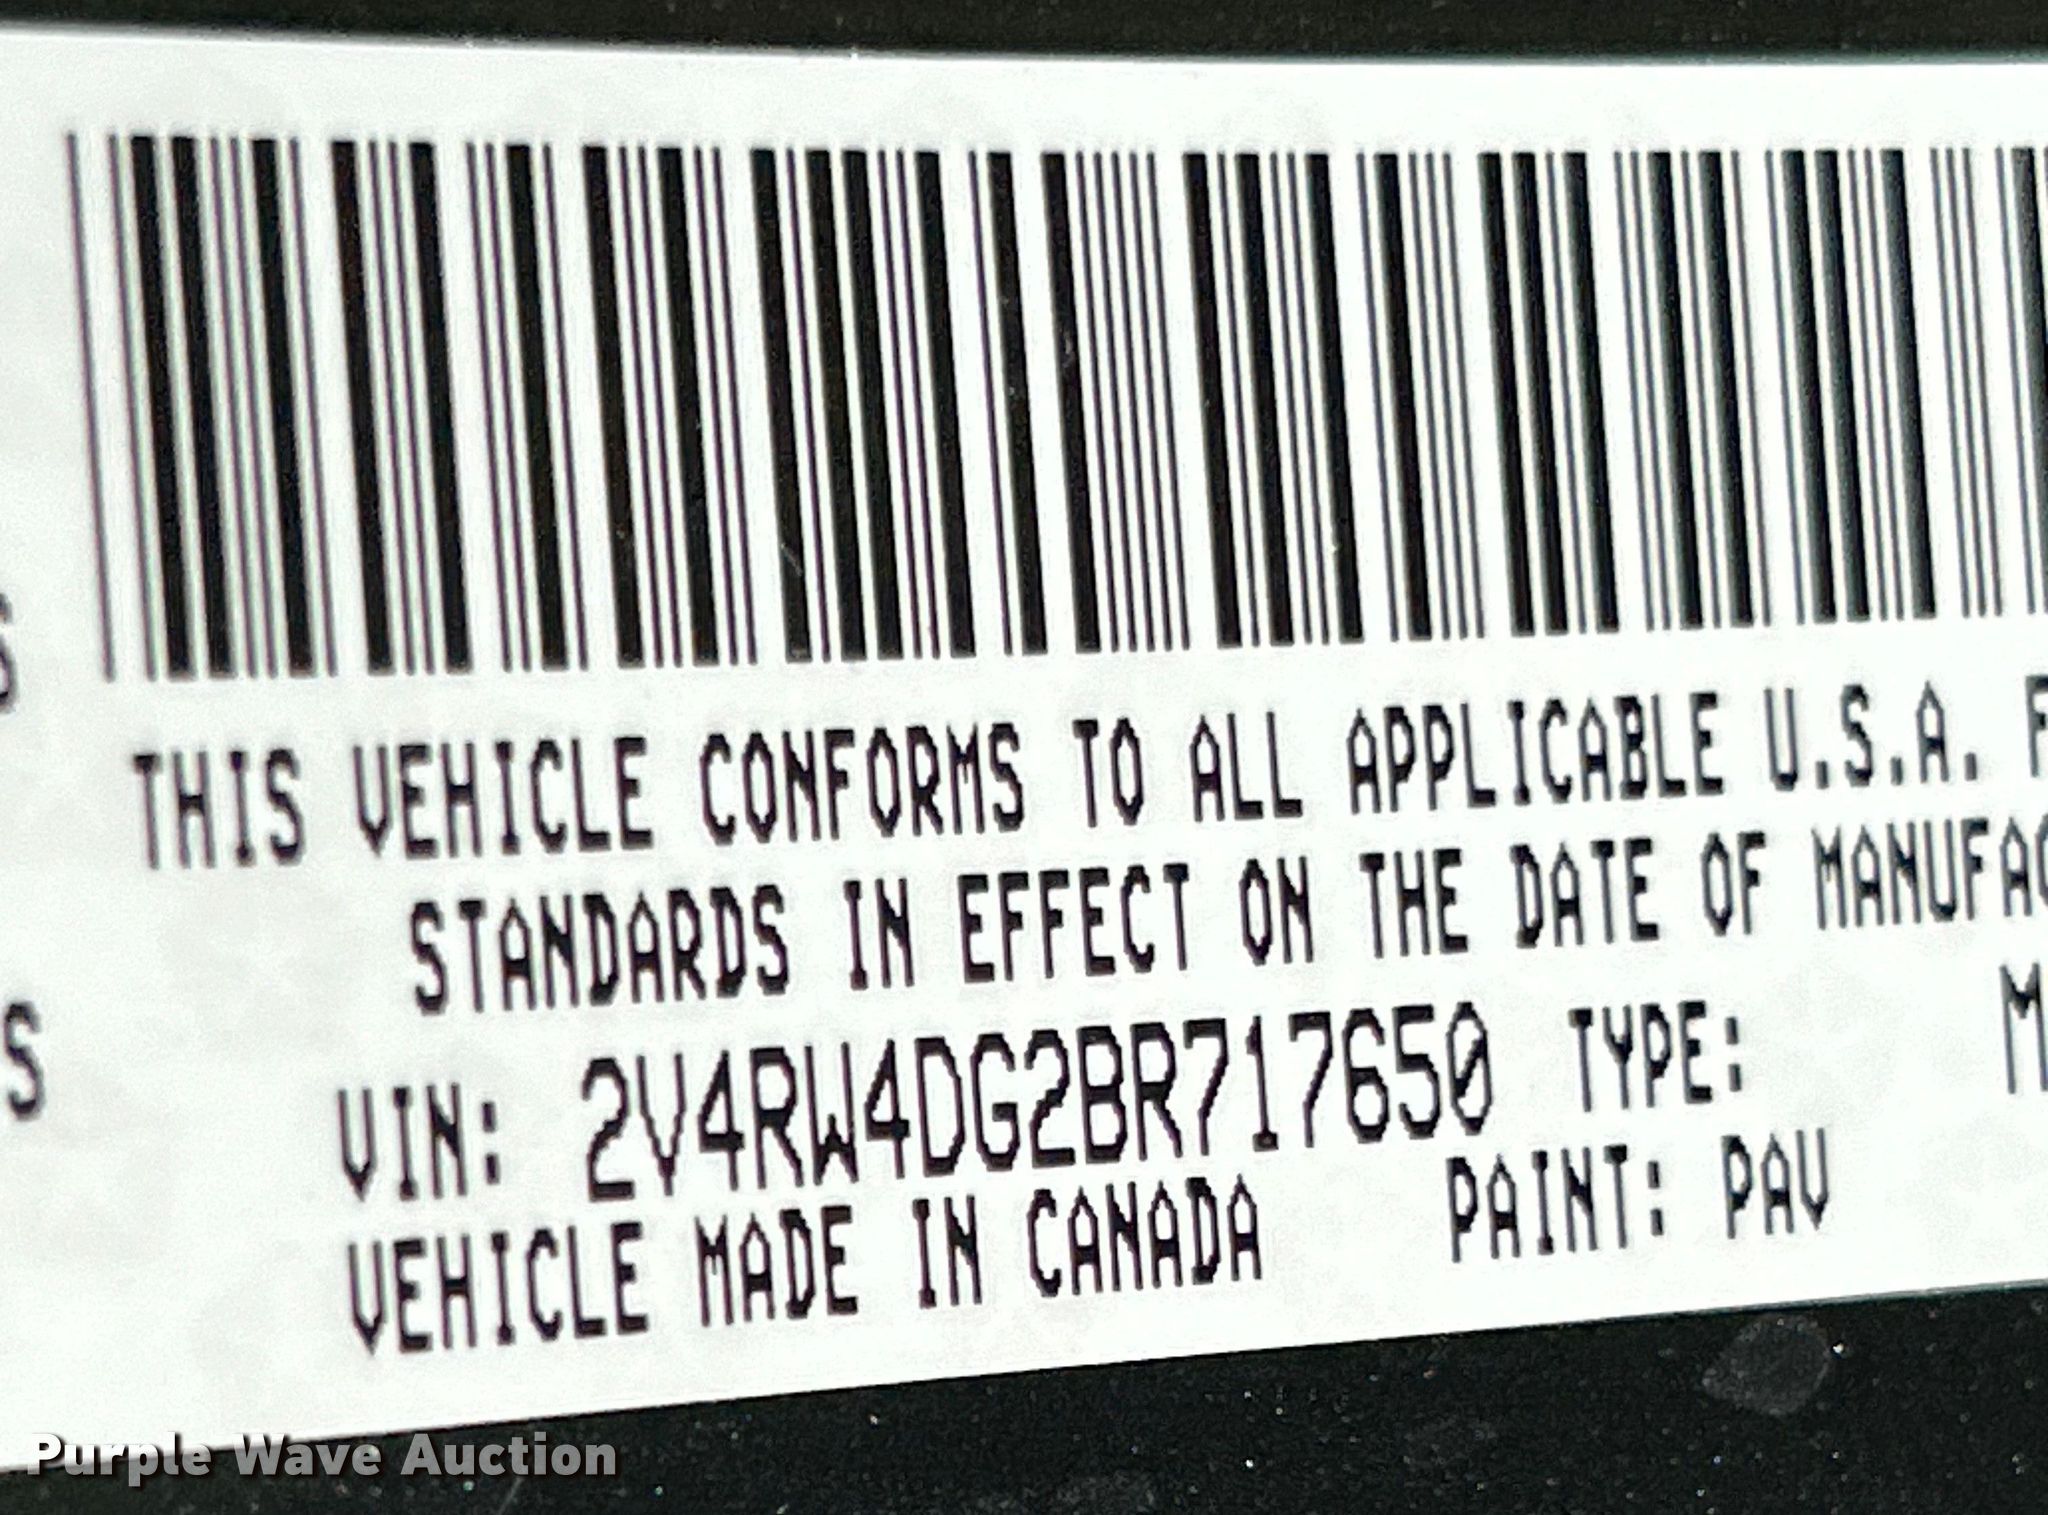 THIS VEHICLE CONFORMS TO ALL APPLICABLE U.S.A. F
STANDARDS IN EFFECT ON THE DATE OF MANUFAC
S
VIN: 2V4RW4DG2BR717650 TYPE: M
VEHICLE MADE IN CANADA PAINT: PAV
Purple Wave Auction